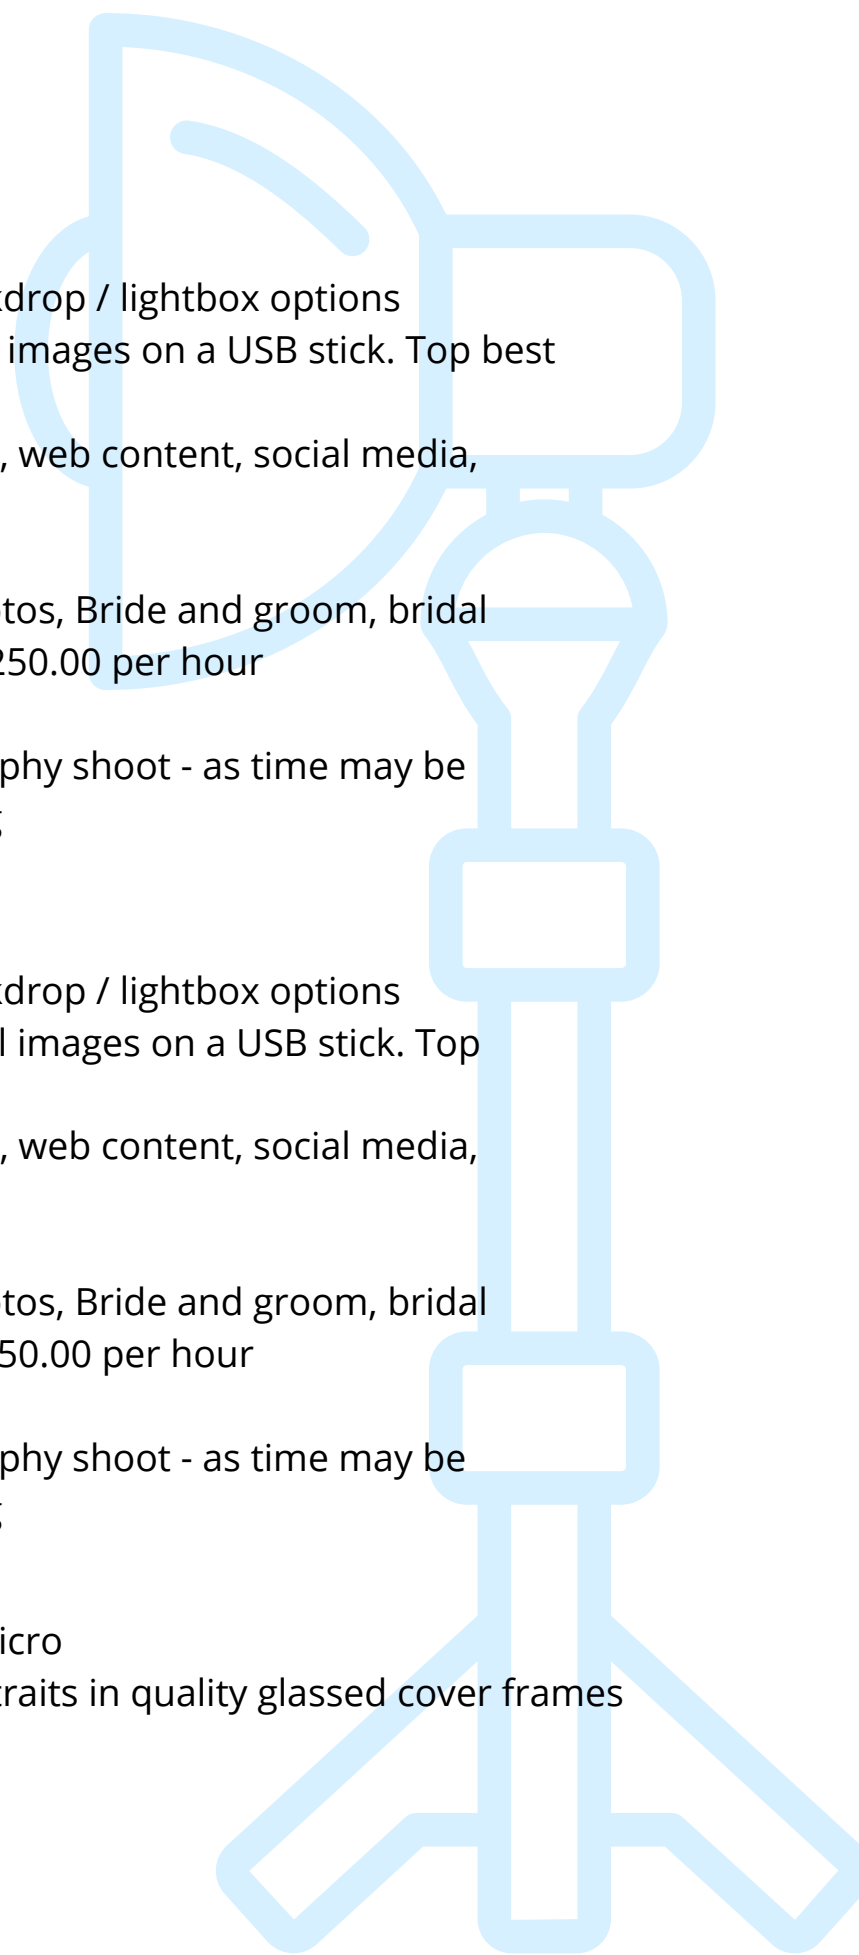 kdrop / lightbox options
images on a USB stick. Top best
, web content, social media,
tos, Bride and groom, bridal
250.00 per hour
phy shoot - as time may be
g
kdrop / lightbox options
l images on a USB stick. Top
, web content, social media,
tos, Bride and groom, bridal
50.00 per hour
phy shoot - as time may be
g
icro
traits in quality glassed cover frames